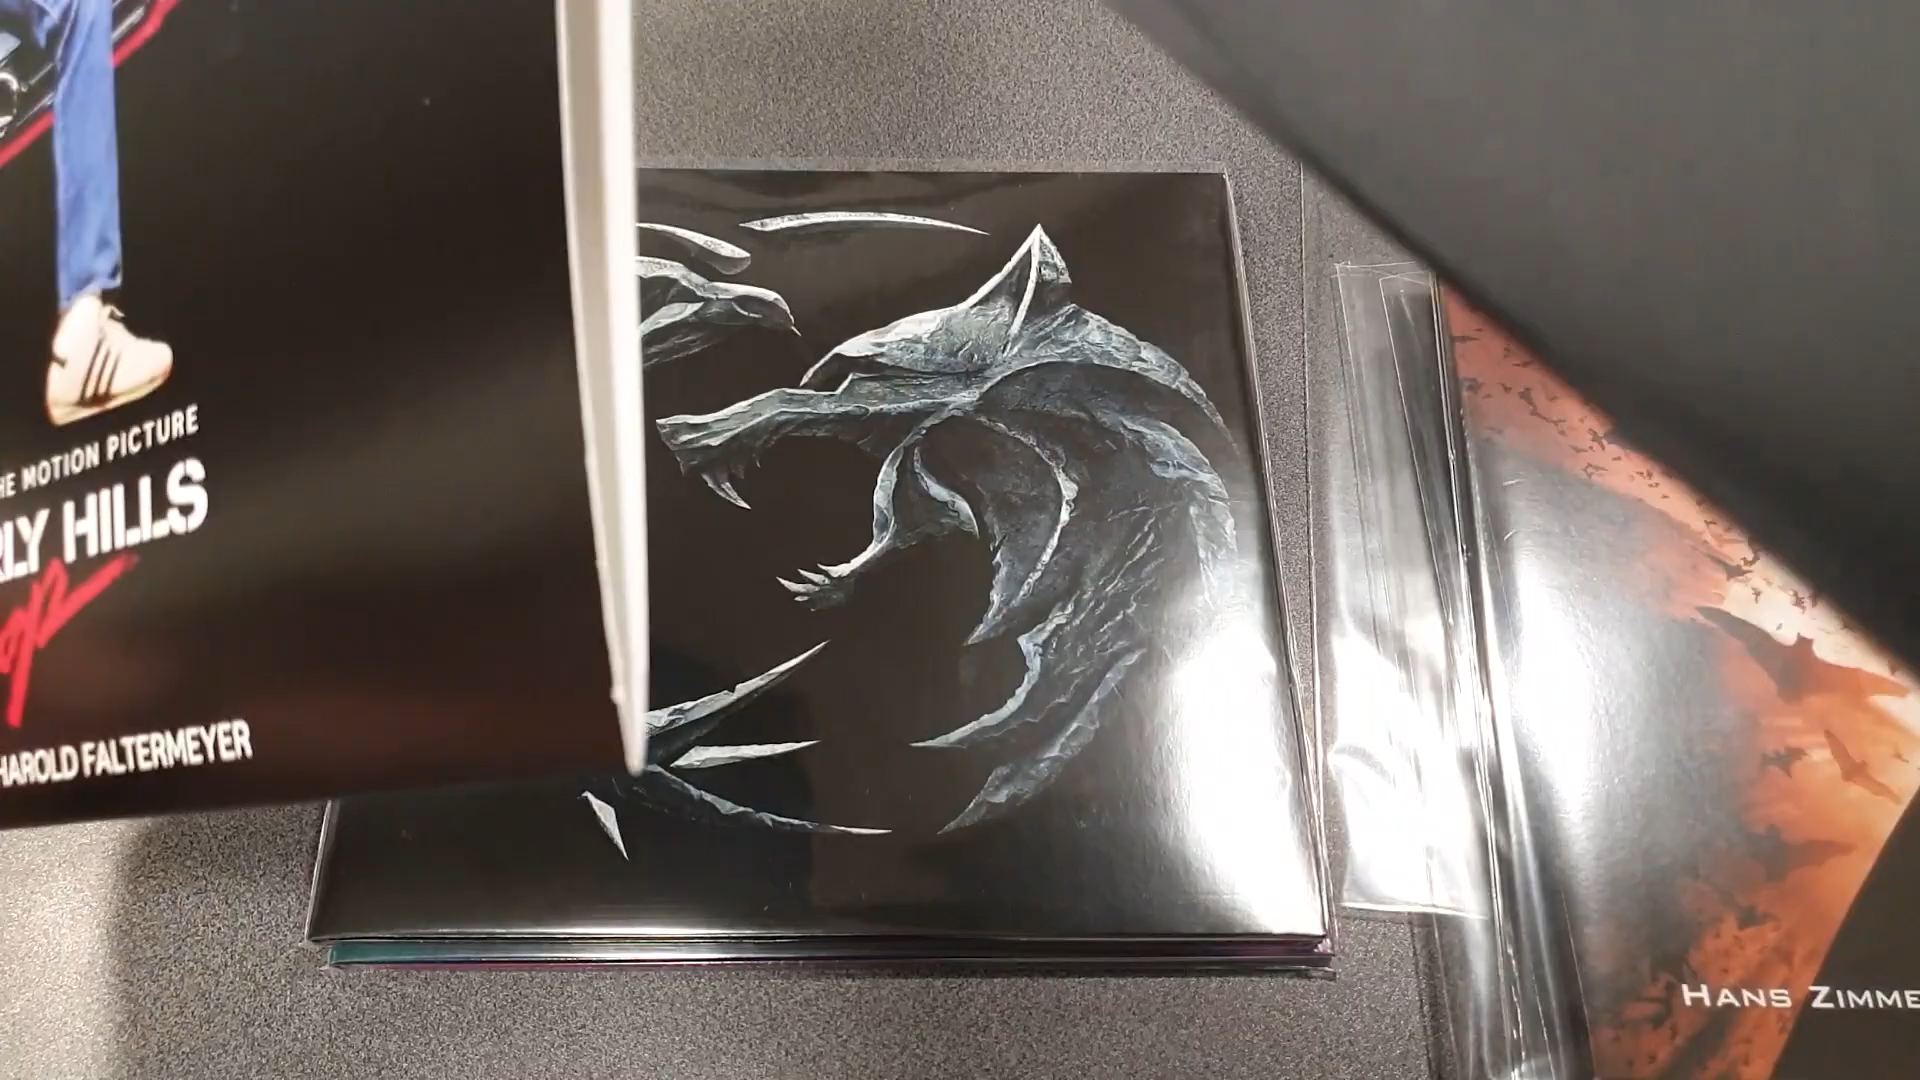 HE MOTION PICTURE
RLY HILLS
HAROLD FALTERMEYER
HANS ZIMME